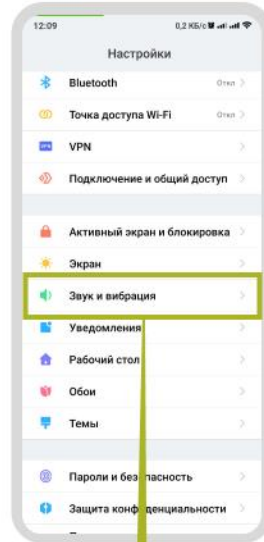 12:09 0,2 КБ/с
Настройки
Bluetooth Откл
Точка доступа Wi-Fi Откл
VPN VPN
Подключение и общий доступ
Активный экран и блокировка
Экран
Звук и вибрация
Уведомления
Рабочий стол
Обои
Темы
Пароли и безопасность
Защита конфиденциальности